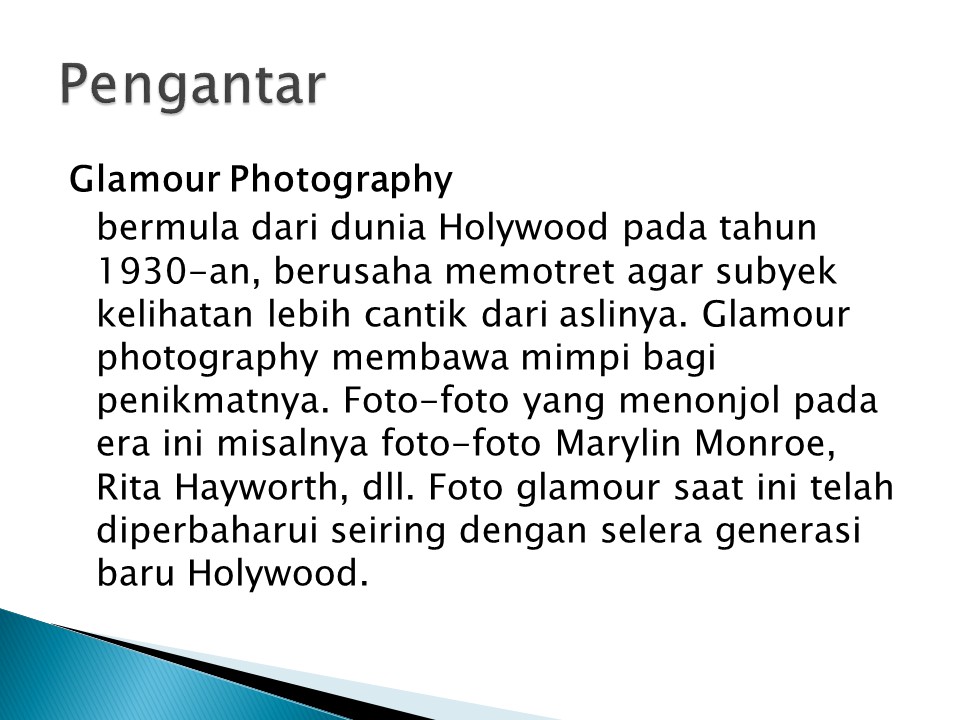 Pengantar
Glamour Photography
bermula dari dunia Holywood pada tahun
1930-an, berusaha memotret agar subyek
kelihatan lebih cantik dari aslinya. Glamour
photography membawa mimpi bagi
penikmatnya. Foto-foto yang menonjol pada
era ini misalnya foto-foto Marylin Monroe,
Rita Hayworth, dll. Foto glamour saat ini telah
diperbaharui seiring dengan selera generasi
baru Holywood.